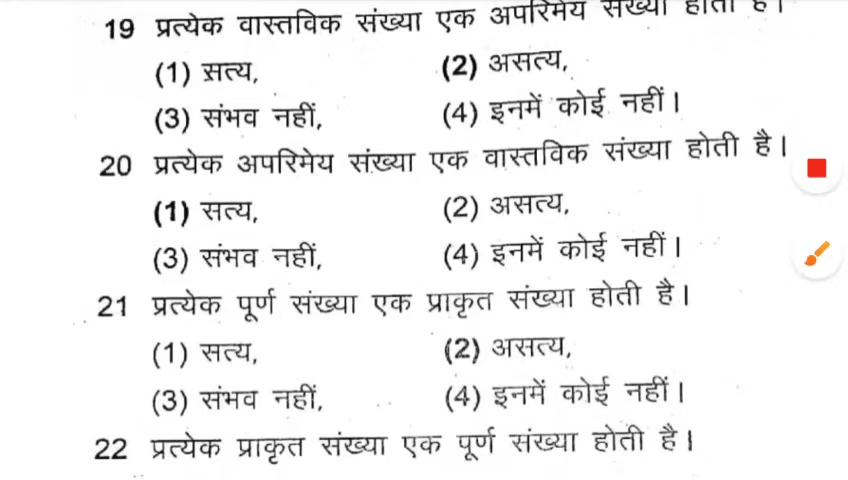 19 प्रत्येक वास्तविक संख्या एक अपरिमेय संख्या होती है।
(1) सत्य, (2) असत्य,
(3) संभव नहीं, (4) इनमें कोई नहीं।
20 प्रत्येक अपरिमेय संख्या एक वास्तविक संख्या होती है।
(1) सत्य, (2) असत्य,
(3) संभव नहीं, (4) इनमें कोई नहीं।
21 प्रत्येक पूर्ण संख्या एक प्राकृत संख्या होती है।
(1) सत्य, (2) असत्य,
(3) संभव नहीं, (4) इनमें कोई नहीं।
22 प्रत्येक प्राकृत संख्या एक पूर्ण संख्या होती है।